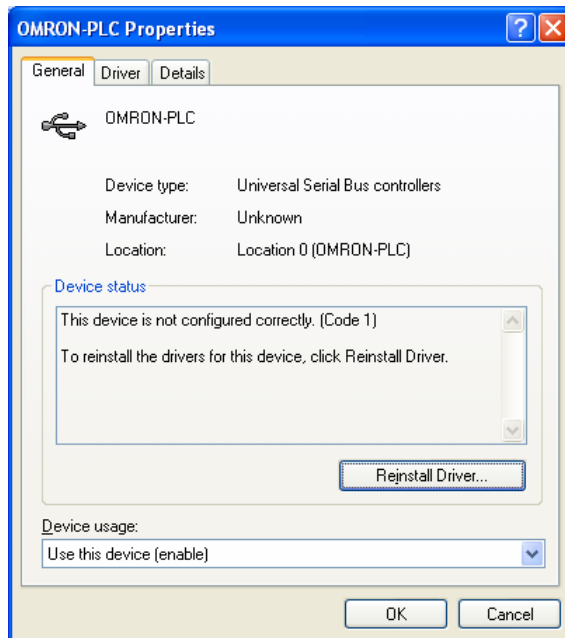 OMRON-PLC Properties
General Driver Details
OMRON-PLC
Device type: Universal Serial Bus controllers
Manufacturer: Unknown
Location: Location 0 (OMRON-PLC)
Device status
This device is not configured correctly. (Code 1)
To reinstall the drivers for this device, click Reinstall Driver.
Reinstall Driver...
Device usage:
Use this device (enable)
OK Cancel